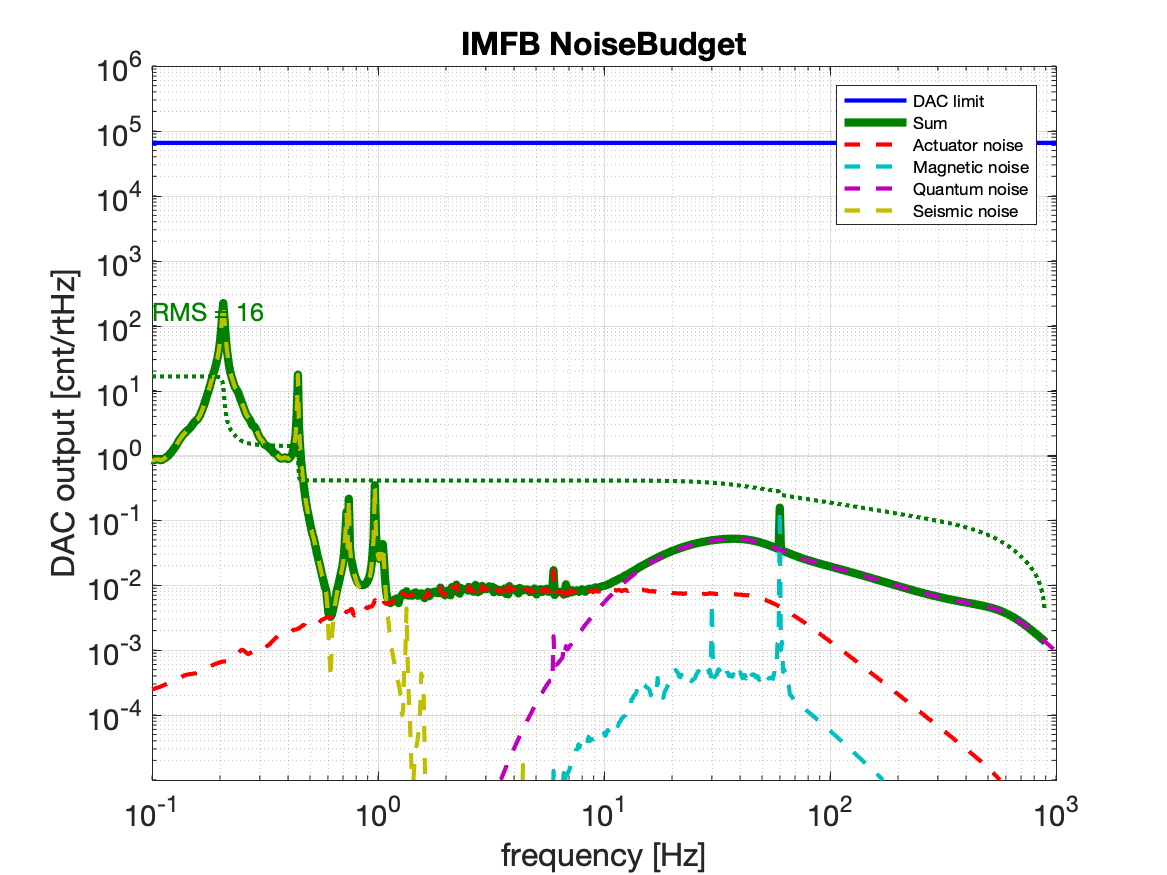 IMFB NoiseBudget
10^6
10^5
10^4
10^3
10^2
10^1
10^0
10^-1
10^-2
10^-3
10^-4
DAC output [cnt/rtHz]
RMS = 16
DAC limit
Sum
Actuator noise
Magnetic noise
Quantum noise
Seismic noise
10^-1
10^0
10^1
10^2
10^3
frequency [Hz]